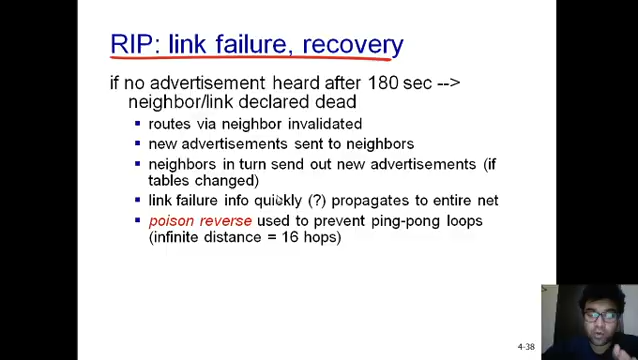 RIP: link failure, recovery
if no advertisement heard after 180 sec -->
neighbor/link declared dead
▪ routes via neighbor invalidated
▪ new advertisements sent to neighbors
▪ neighbors in turn send out new advertisements (if
tables changed)
▪ link failure info quickly (?) propagates to entire net
▪ poison reverse used to prevent ping-pong loops
(infinite distance = 16 hops)
4-38